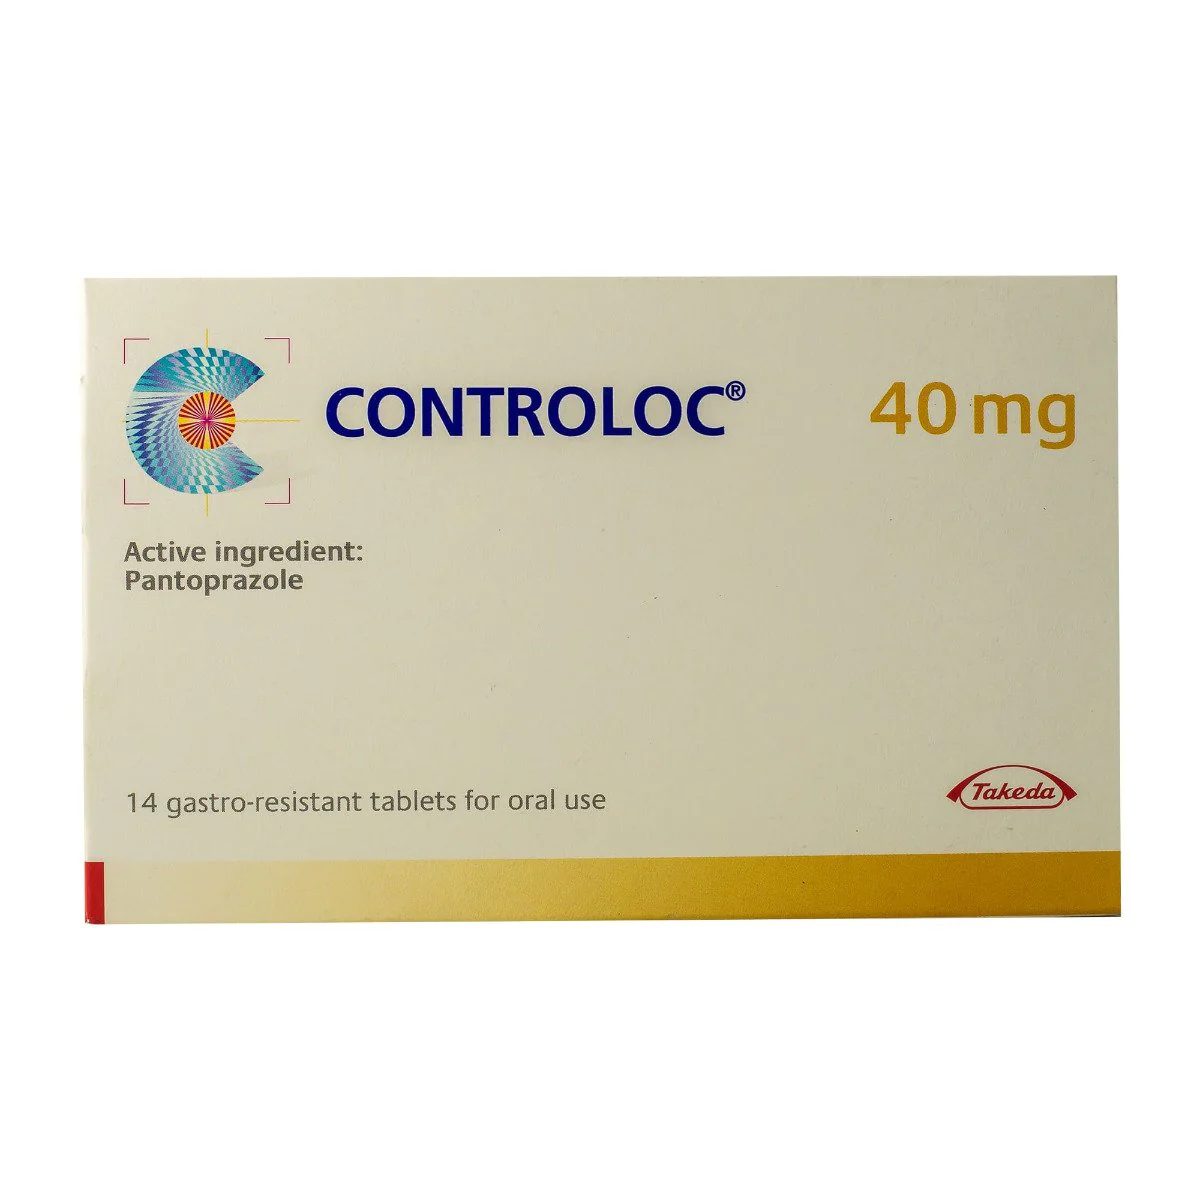 CONTROLOC® 40 mg
Active ingredient:
Pantoprazole
14 gastro-resistant tablets for oral use
Takeda